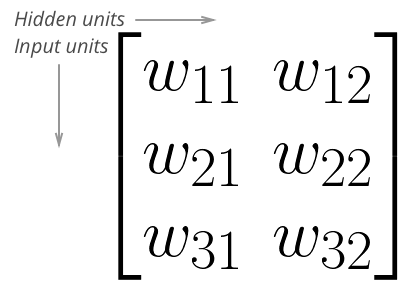 Hidden units
Input units
w11 w12
w21 w22
w31 w32